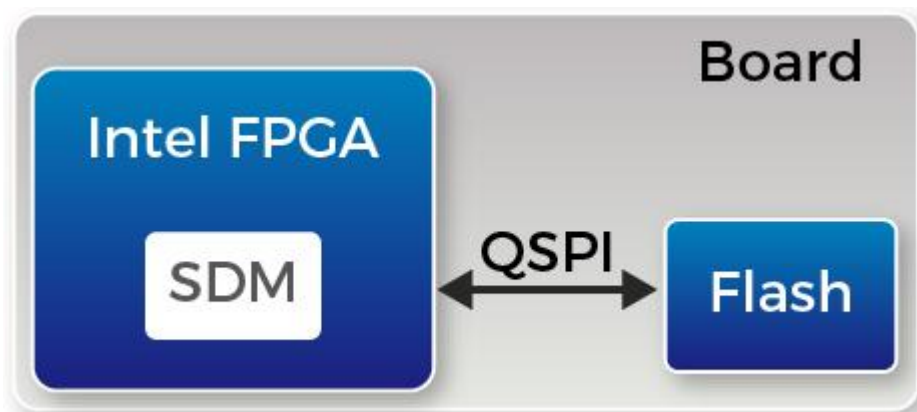 Board
Intel FPGA
SDM
QSPI
Flash